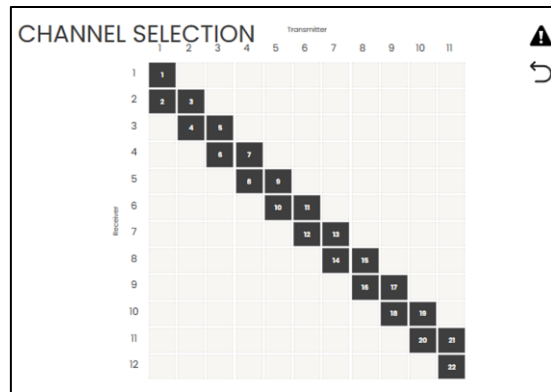 CHANNEL SELECTION
Transmitter
1 2 3 4 5 6 7 8 9 10 11
Receiver
1 1
2 2 3
3 4 5
4 6 7
5 8 9
6 10 11
7 12 13
8 14 15
9 16 17
10 18 19
11 20 21
12 22